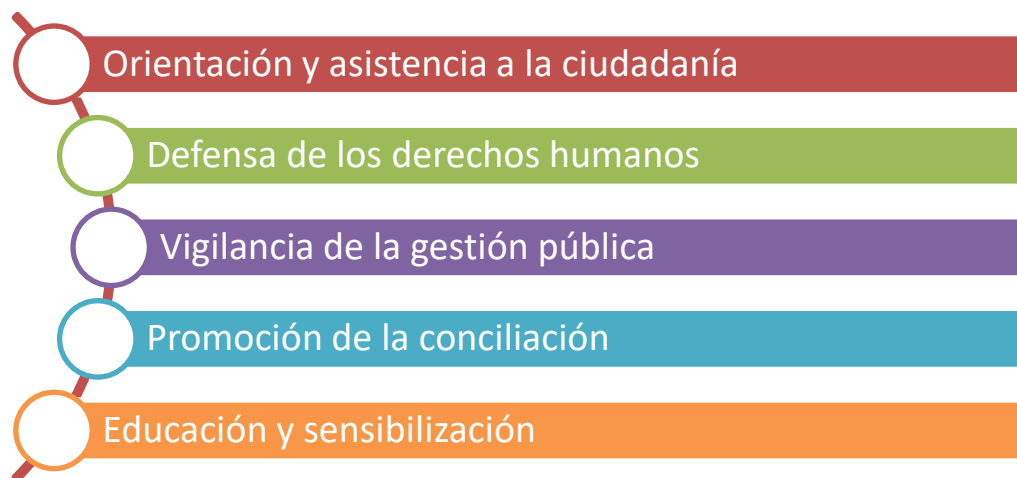 Orientación y asistencia a la ciudadanía
Defensa de los derechos humanos
Vigilancia de la gestión pública
Promoción de la conciliación
Educación y sensibilización